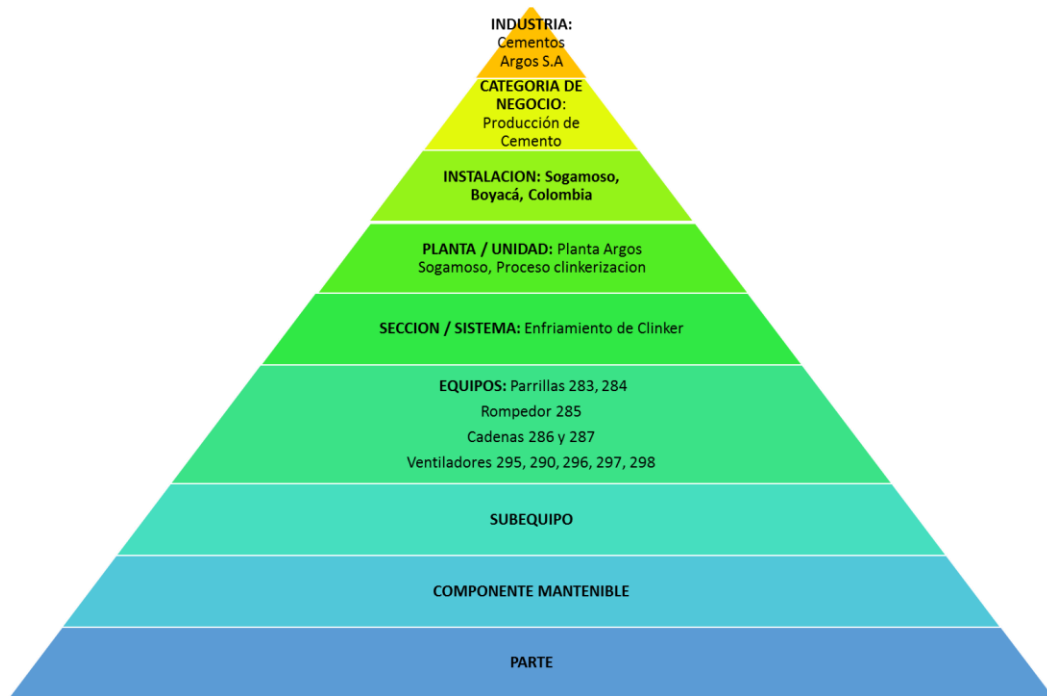 INDUSTRIA:
Cementos
Argos S.A
CATEGORIA DE
NEGOCIO:
Producción de
Cemento
INSTALACION: Sogamoso,
Boyacá, Colombia
PLANTA / UNIDAD: Planta Argos
Sogamoso, Proceso clinkerizacion
SECCION / SISTEMA: Enfriamiento de Clinker
EQUIPOS: Parrillas 283, 284
Rompedor 285
Cadenas 286 y 287
Ventiladores 295, 290, 296, 297, 298
SUBEQUIPO
COMPONENTE MANTENIBLE
PARTE